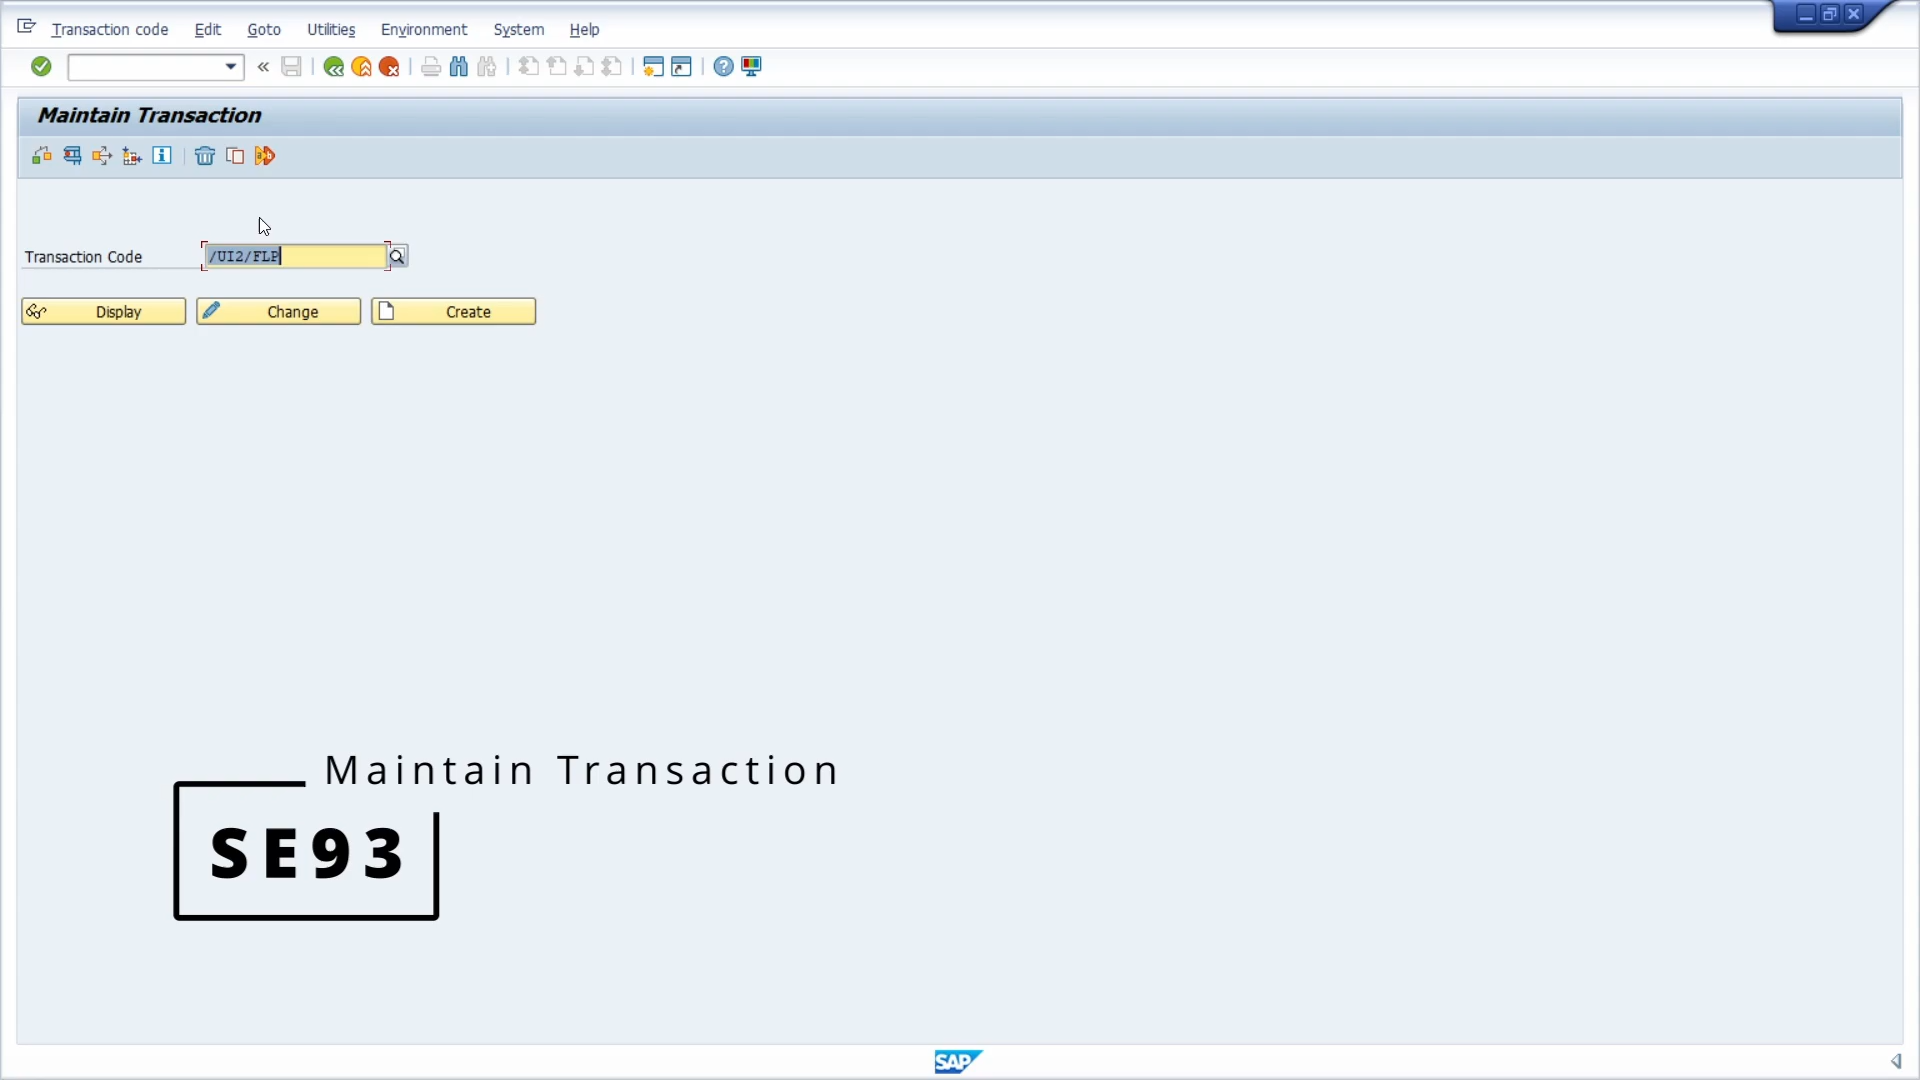 Transaction code Edit Goto Utilities Environment System Help
Maintain Transaction
Transaction Code /UI2/FLP
Display Change Create
Maintain Transaction
SE93
SAP